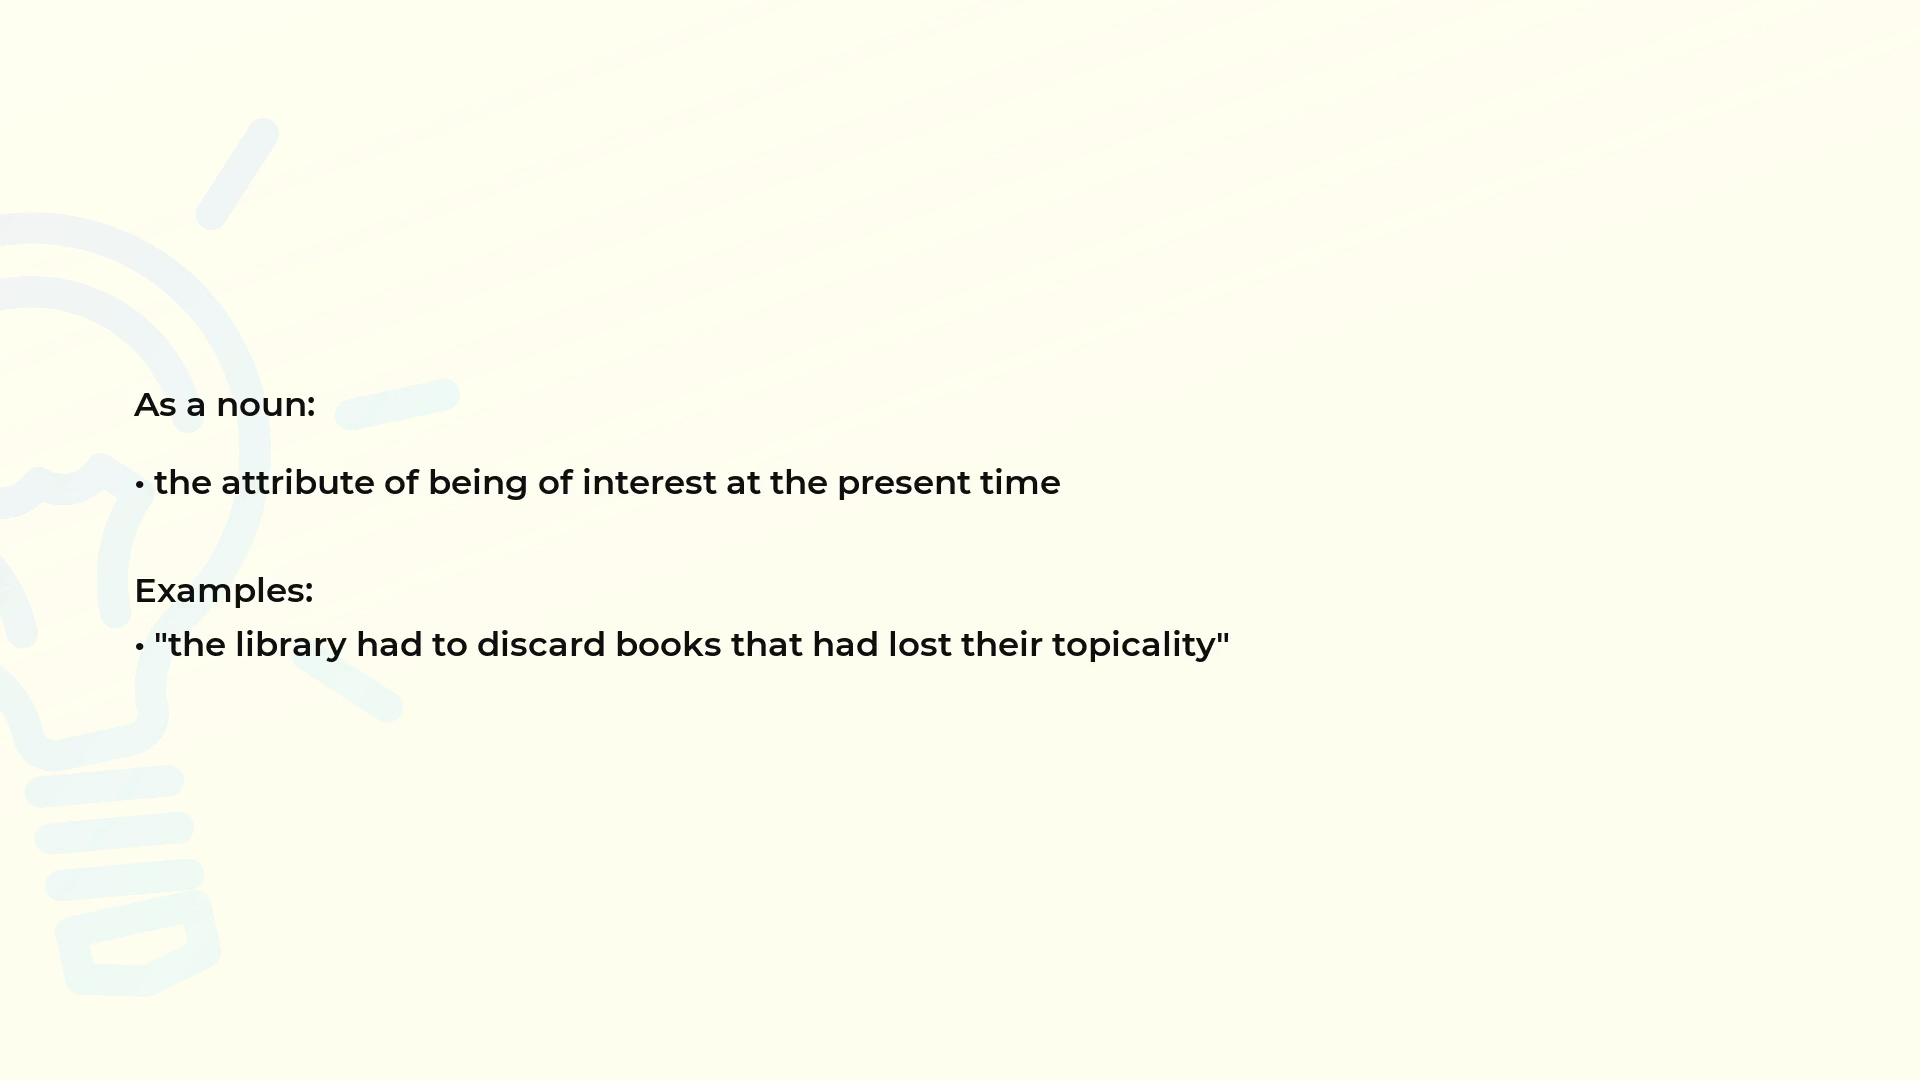 As a noun:
• the attribute of being of interest at the present time
Examples:
• "the library had to discard books that had lost their topicality"